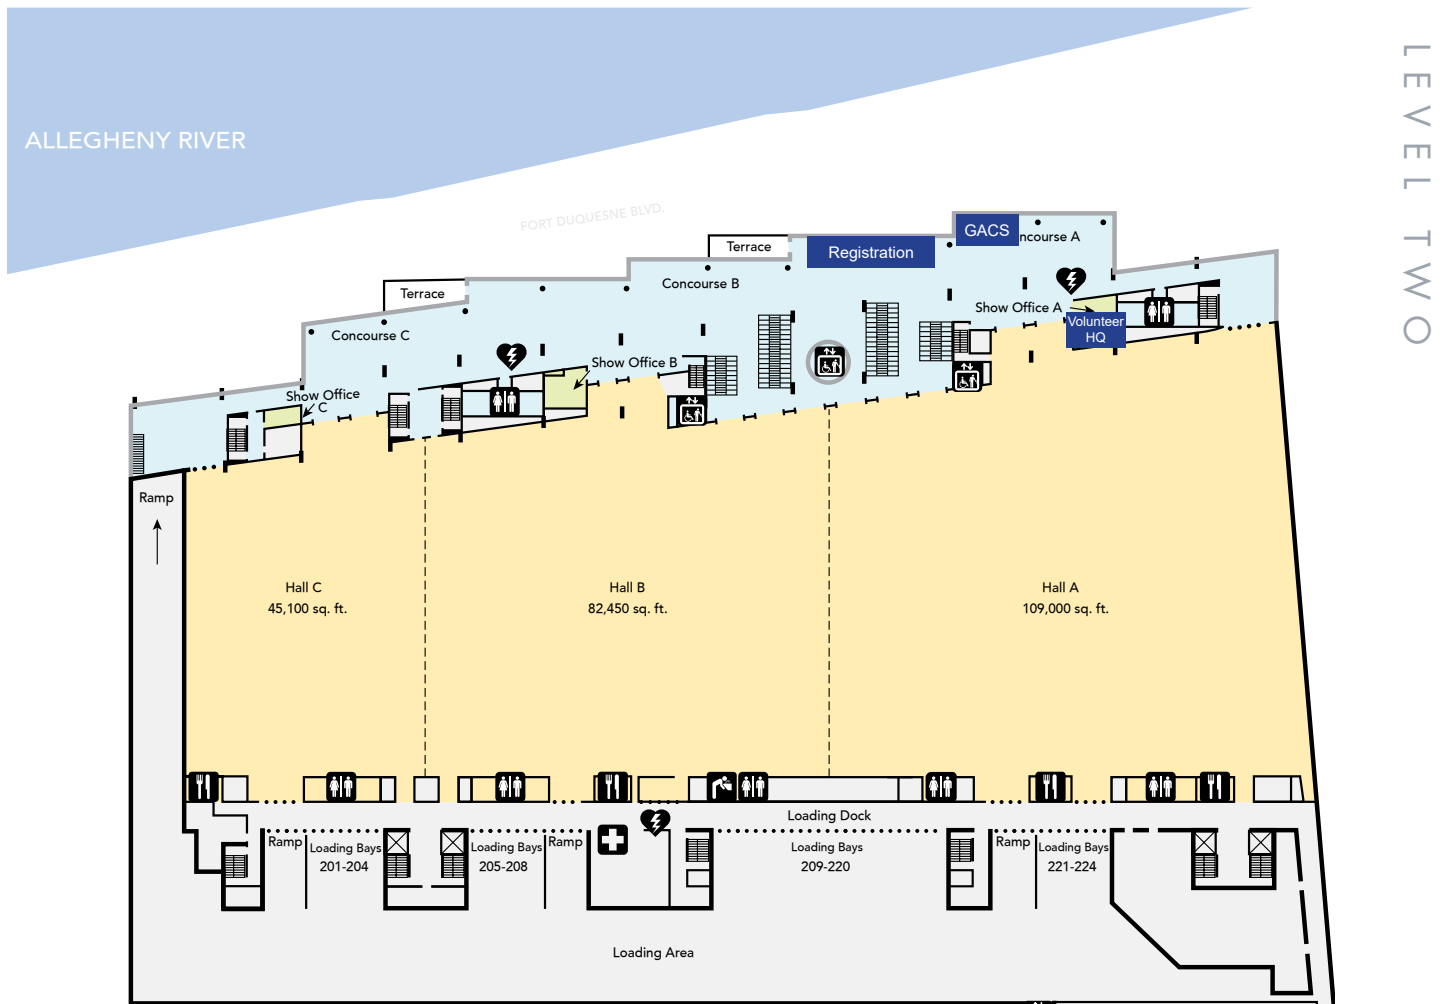 LEVEL TWO
ALLEGHENY RIVER
FORT DUQUESNE BLVD.
GACS
ncourse A
Terrace
Registration
Concourse B
Terrace
Show Office A
Volunteer
HQ
Concourse C
Show Office B
Show Office
C
Ramp
Hall C
45,100 sq. ft.
Hall B
82,450 sq. ft.
Hall A
109,000 sq. ft.
Loading Dock
Ramp
Loading Bays
201-204
Loading Bays
205-208
Ramp
Loading Bays
209-220
Ramp
Loading Bays
221-224
Loading Area